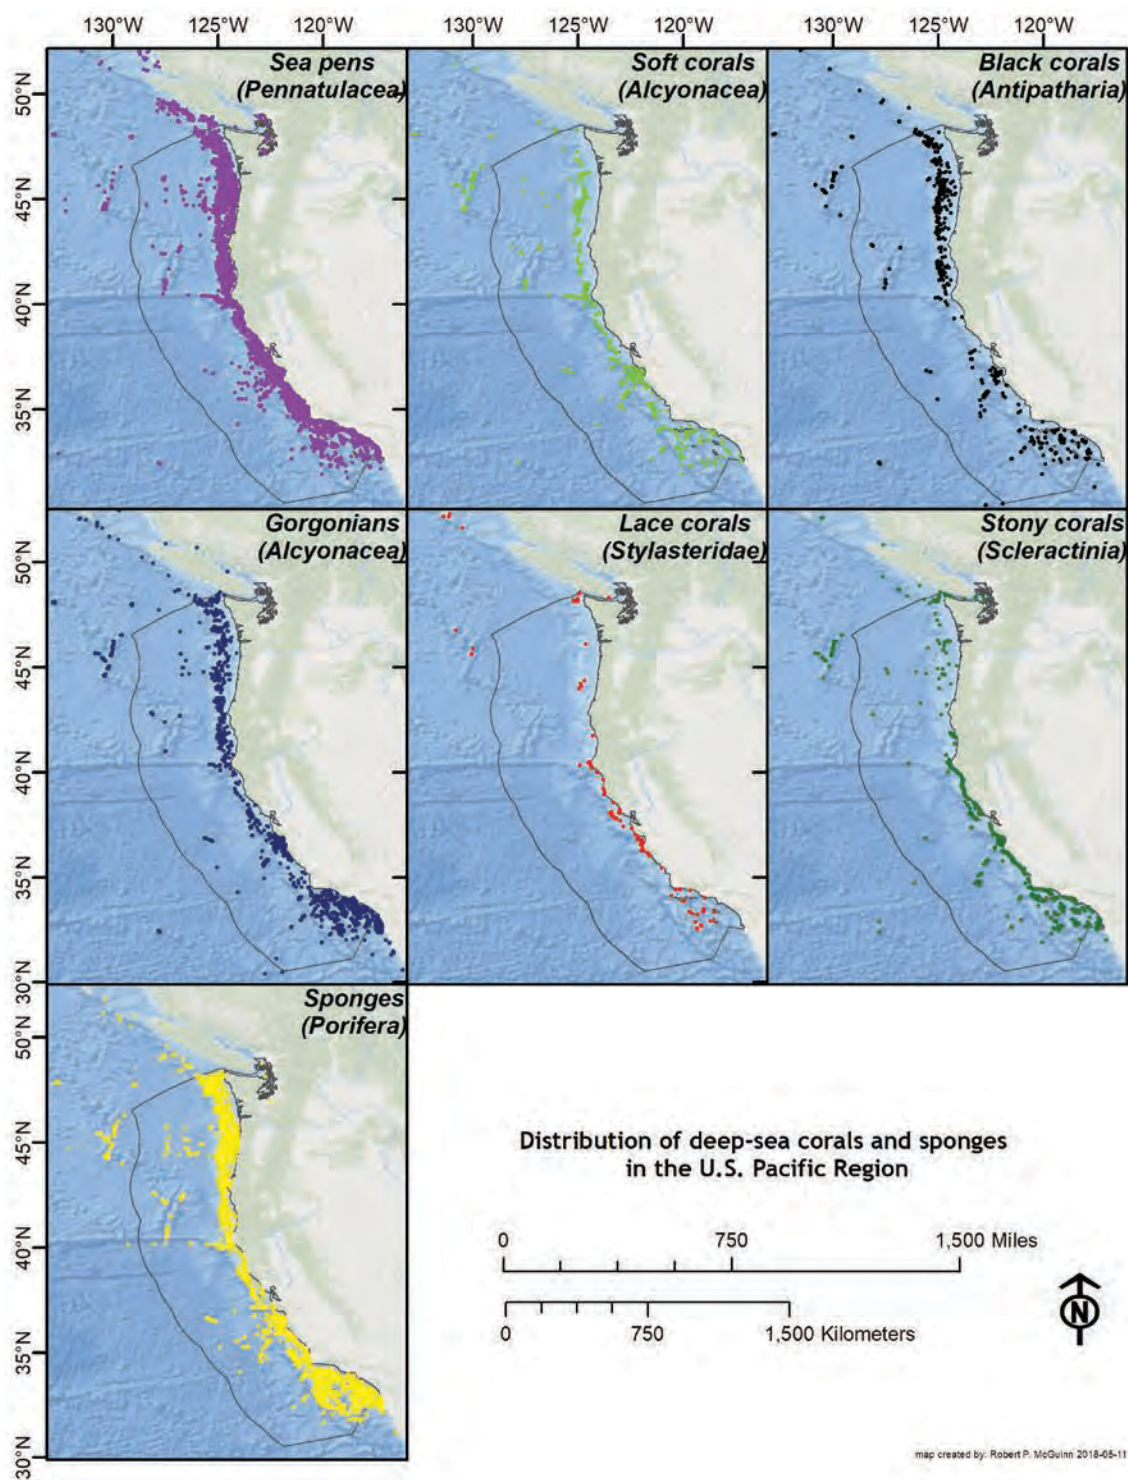 130°W 125°W 120°W 130°W 125°W 120°W 130°W 125°W 120°W
Sea pens
(Pennatulacea)
Soft corals
(Alcyonacea)
Black corals
(Antipatharia)
50°N
45°N
40°N
35°N
Gorgonians
(Alcyonacea)
Lace corals
(Stylasteridae)
Stony corals
(Scleractinia)
50°N
45°N
40°N
35°N
30°N
Sponges
(Porifera)
50°N
45°N
40°N
35°N
30°N
Distribution of deep-sea corals and sponges
in the U.S. Pacific Region
0 750 1,500 Miles
0 750 1,500 Kilometers
N
map created by: Robert P. McGuinn 2018-05-11